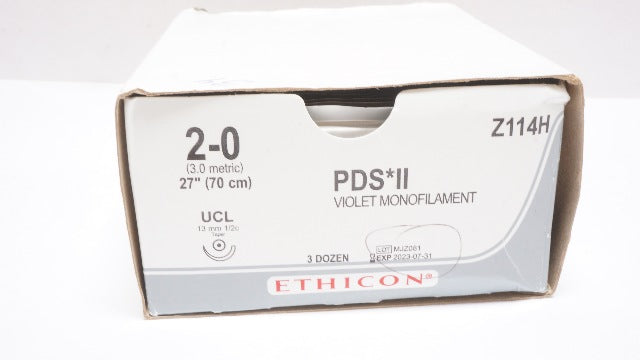 Z114H
2-0
(3.0 metric)
27" (70 cm)
PDS*II
VIOLET MONOFILAMENT
UCL
13 mm 1/2c
Taper
3 DOZEN
LOT MJZ081
EXP 2023-07-31
ETHICON®